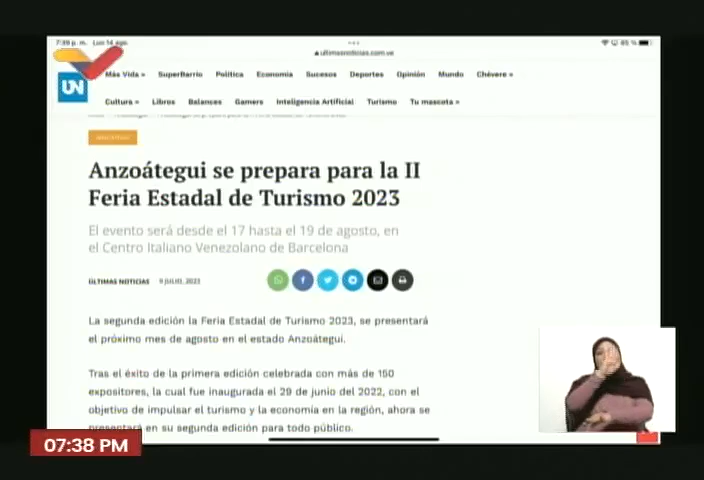 7:39 p. m. Lun 14 ago.
ultimasnoticias.com.ve
UN
Más Vida » SuperBarrio Política Economía Sucesos Deportes Opinión Mundo Chévere »
Cultura » Libros Balances Gamers Inteligencia Artificial Turismo Tu mascota »
Anzoátegui se prepara para la II
Feria Estadal de Turismo 2023
El evento será desde el 17 hasta el 19 de agosto, en
el Centro Italiano Venezolano de Barcelona
ÚLTIMAS NOTICIAS 9 JULIO, 2023
La segunda edición la Feria Estadal de Turismo 2023, se presentará
el próximo mes de agosto en el estado Anzoátegui.
Tras el éxito de la primera edición celebrada con más de 150
expositores, la cual fue inaugurada el 29 de junio del 2022, con el
objetivo de impulsar el turismo y la economía en la región, ahora se
presentará en su segunda edición para todo público.
07:38 PM